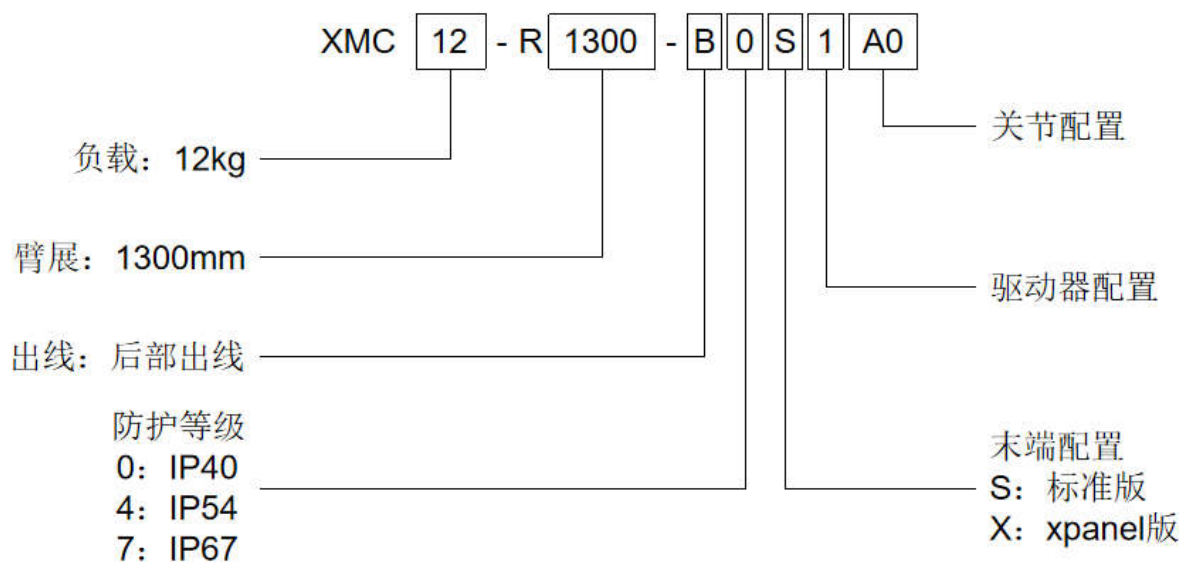 XMC 12 - R 1300 - B 0 S 1 A0
关节配置
负载：12kg
臂展：1300mm
驱动器配置
出线：后部出线
防护等级
0：IP40
4：IP54
7：IP67
末端配置
S：标准版
X：xpanel版